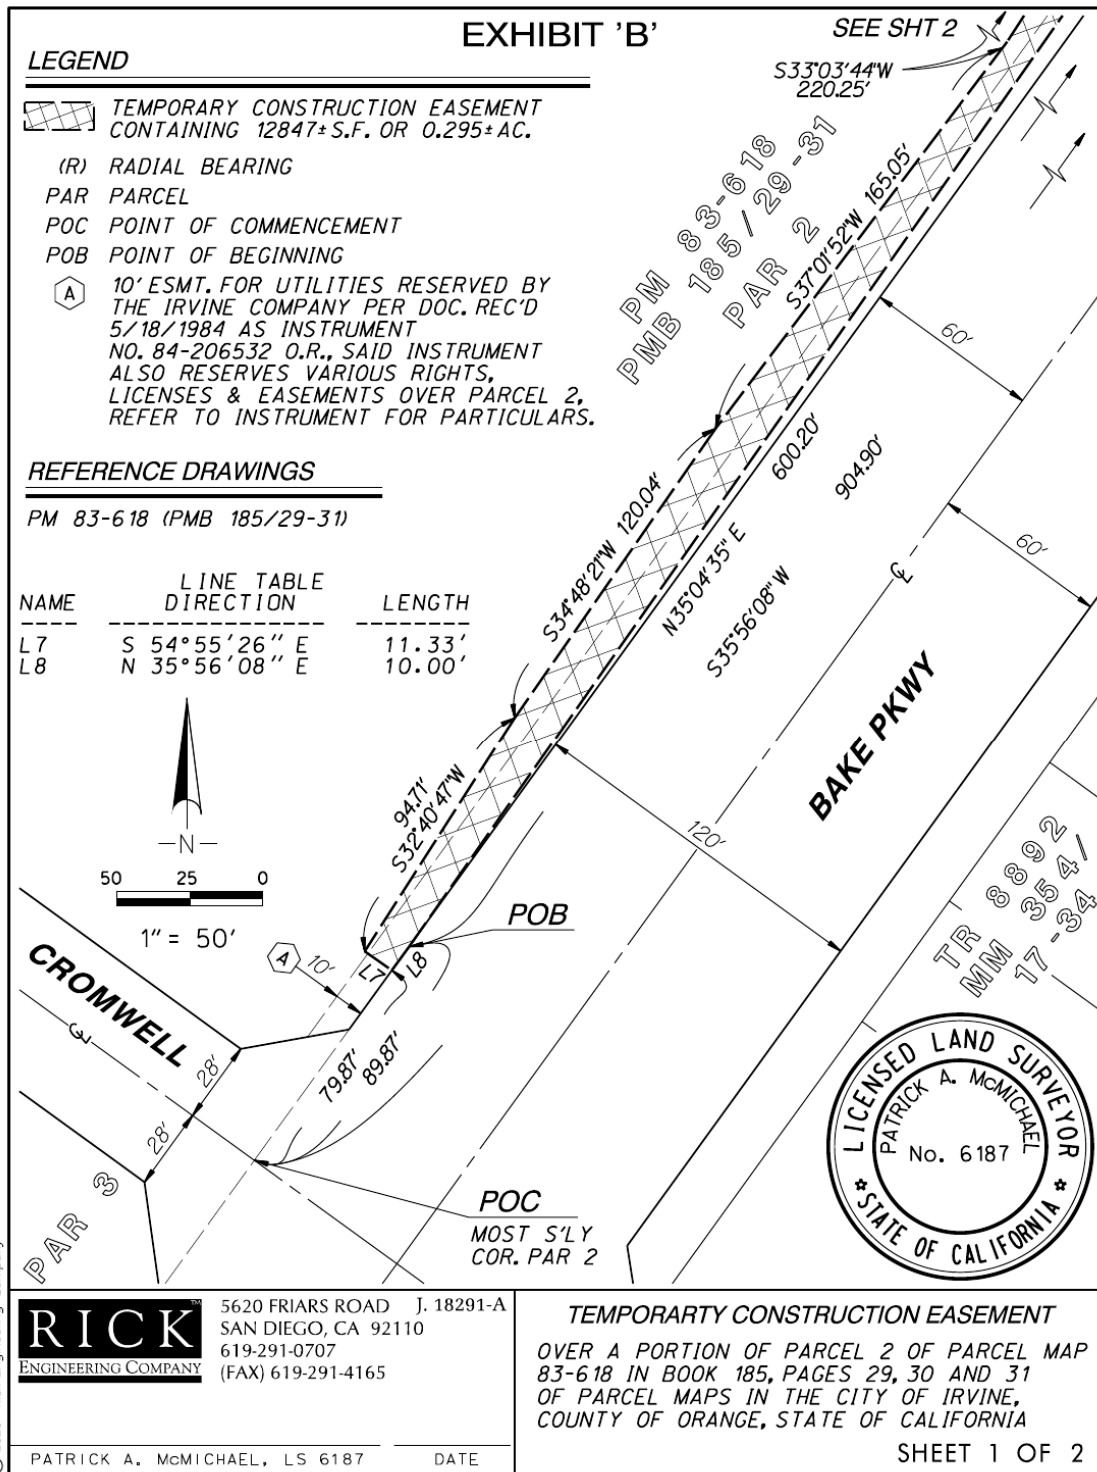 EXHIBIT 'B'
SEE SHT 2
LEGEND
TEMPORARY CONSTRUCTION EASEMENT
CONTAINING 12847± S.F. OR 0.295± AC.
(R) RADIAL BEARING
PAR PARCEL
POC POINT OF COMMENCEMENT
POB POINT OF BEGINNING
A 10' ESMT. FOR UTILITIES RESERVED BY
THE IRVINE COMPANY PER DOC. REC'D
5/18/1984 AS INSTRUMENT
NO. 84-206532 O.R., SAID INSTRUMENT
ALSO RESERVES VARIOUS RIGHTS,
LICENSES & EASEMENTS OVER PARCEL 2,
REFER TO INSTRUMENT FOR PARTICULARS.
REFERENCE DRAWINGS
PM 83-618 (PMB 185/29-31)
LINE TABLE
NAME DIRECTION LENGTH
L7 S 54°55'26" E 11.33'
L8 N 35°56'08" E 10.00'
S33°03'44"W
220.25'
PM 83-618
PMB 185/29-31
PAR 2
S37°01'52"W 165.05'
60'
600.20'
904.90'
60'
S34°48'21"W 120.04'
N35°04'35" E
S35°56'08" W
℄
BAKE PKWY
94.71'
S32°40'47"W
120'
TR 8892
MM 354/
17-34
N
50 25 0
1" = 50'
POB
A
10'
L7
L8
CROMWELL
℄
28'
28'
79.87'
89.87'
PAR 3
POC
MOST S'LY
COR. PAR 2
LICENSED LAND SURVEYOR
PATRICK A. McMICHAEL
No. 6187
STATE OF CALIFORNIA
RICK™
ENGINEERING COMPANY
5620 FRIARS ROAD J. 18291-A
SAN DIEGO, CA 92110
619-291-0707
(FAX) 619-291-4165
PATRICK A. McMICHAEL, LS 6187 DATE
TEMPORARTY CONSTRUCTION EASEMENT
OVER A PORTION OF PARCEL 2 OF PARCEL MAP
83-618 IN BOOK 185, PAGES 29, 30 AND 31
OF PARCEL MAPS IN THE CITY OF IRVINE,
COUNTY OF ORANGE, STATE OF CALIFORNIA
SHEET 1 OF 2